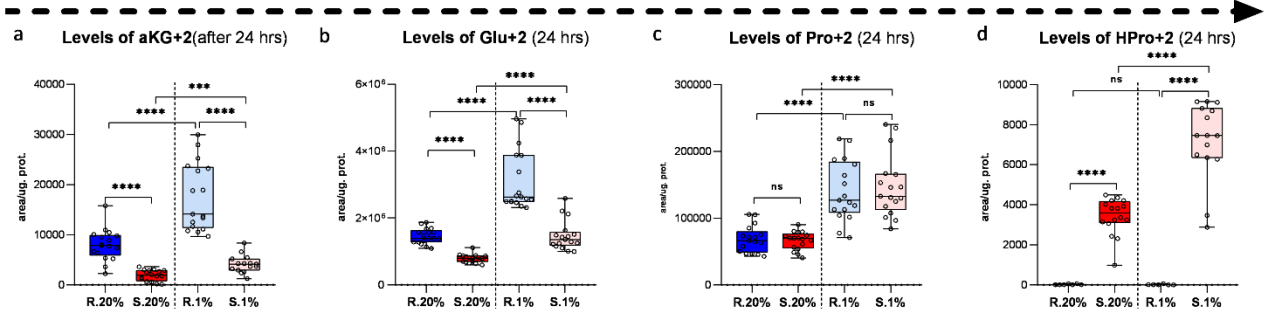 a Levels of aKG+2(after 24 hrs)
area/ug. prot.
40000
30000
20000
10000
0
****
****
***
****
R.20% S.20% R.1% S.1%
b Levels of Glu+2 (24 hrs)
area/ug. prot.
6×10⁶
4×10⁶
2×10⁶
0
****
****
****
****
R.20% S.20% R.1% S.1%
c Levels of Pro+2 (24 hrs)
area/ug. prot.
300000
200000
100000
0
ns
****
****
ns
R.20% S.20% R.1% S.1%
d Levels of HPro+2 (24 hrs)
area/ug. prot.
10000
8000
6000
4000
2000
0
****
ns
****
****
R.20% S.20% R.1% S.1%